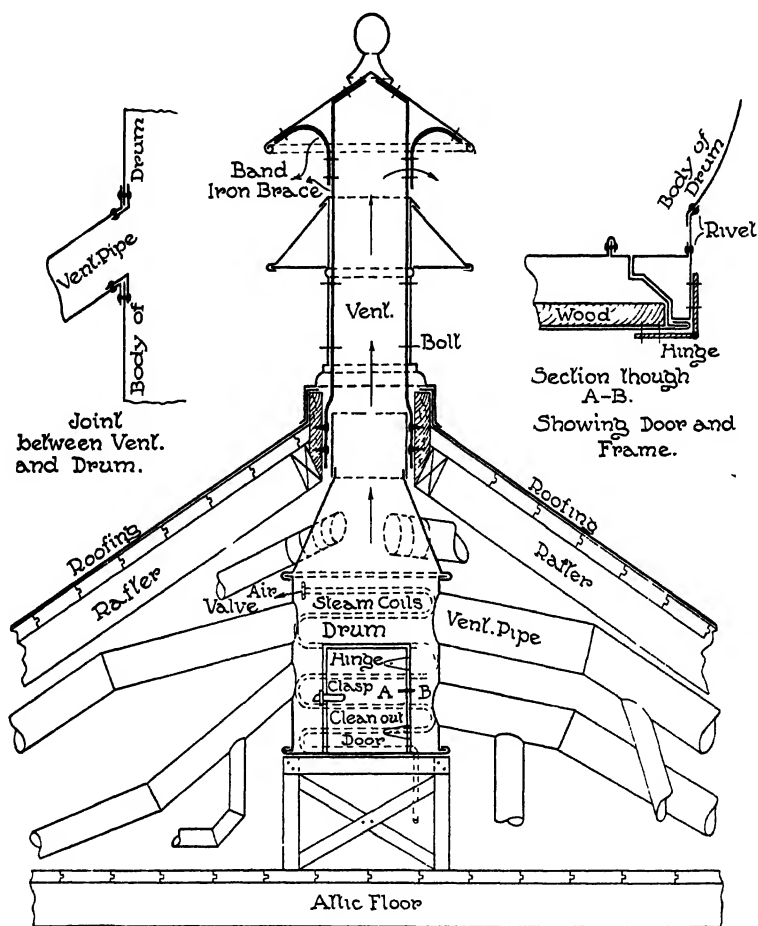 Drum
Vent. Pipe
Body of
Joint
between Vent.
and Drum.
Band
Iron Brace
Vent.
Bolt
Body of
Drum
Rivet
Wood
Hinge
Section though
A-B.
Showing Door and
Frame.
Roofing
Rafter
Roofing
Rafter
Air
Valve
Steam Coils
Drum
Vent. Pipe
Hinge
Clasp A B
Clean out
Door
Attic Floor